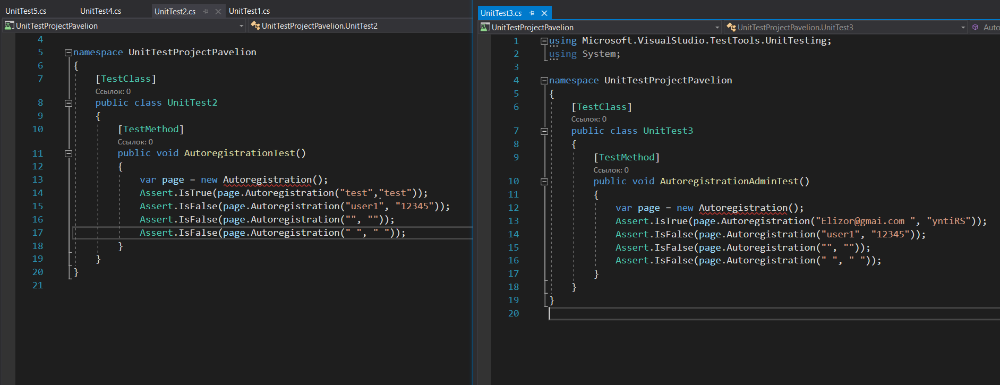 UnitTest5.cs UnitTest4.cs UnitTest2.cs UnitTest1.cs
UnitTestProjectPavelion UnitTestProjectPavelion.UnitTest2
4
5 namespace UnitTestProjectPavelion
6 {
7 [TestClass]
Ссылок: 0
8 public class UnitTest2
9 {
10 [TestMethod]
Ссылок: 0
11 public void AutoregistrationTest()
12 {
13 var page = new Autoregistration();
14 Assert.IsTrue(page.Autoregistration("test","test"));
15 Assert.IsFalse(page.Autoregistration("user1", "12345"));
16 Assert.IsFalse(page.Autoregistration("", ""));
17 Assert.IsFalse(page.Autoregistration(" ", " "));
18 }
19 }
20 }
21
UnitTest3.cs
UnitTestProjectPavelion UnitTestProjectPavelion.UnitTest3 Auto
1 using Microsoft.VisualStudio.TestTools.UnitTesting;
2 using System;
3
4 namespace UnitTestProjectPavelion
5 {
6 [TestClass]
Ссылок: 0
7 public class UnitTest3
8 {
9 [TestMethod]
Ссылок: 0
10 public void AutoregistrationAdminTest()
11 {
12 var page = new Autoregistration();
13 Assert.IsTrue(page.Autoregistration("Elizor@gmai.com ", "yntiRS"));
14 Assert.IsFalse(page.Autoregistration("user1", "12345"));
15 Assert.IsFalse(page.Autoregistration("", ""));
16 Assert.IsFalse(page.Autoregistration(" ", " "));
17 }
18 }
19 }
20